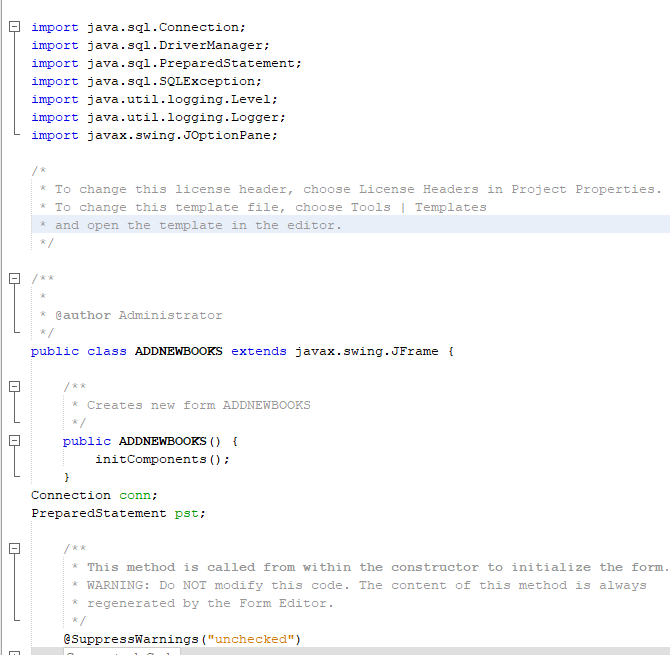 import java.sql.Connection;
import java.sql.DriverManager;
import java.sql.PreparedStatement;
import java.sql.SQLException;
import java.util.logging.Level;
import java.util.logging.Logger;
import javax.swing.JOptionPane;
/*
 * To change this license header, choose License Headers in Project Properties.
 * To change this template file, choose Tools | Templates
 * and open the template in the editor.
 */
/**
 *
 * @author Administrator
 */
public class ADDNEWBOOKS extends javax.swing.JFrame {
    /**
     * Creates new form ADDNEWBOOKS
     */
    public ADDNEWBOOKS() {
        initComponents();
    }
Connection conn;
PreparedStatement pst;
    /**
     * This method is called from within the constructor to initialize the form.
     * WARNING: Do NOT modify this code. The content of this method is always
     * regenerated by the Form Editor.
     */
    @SuppressWarnings("unchecked")